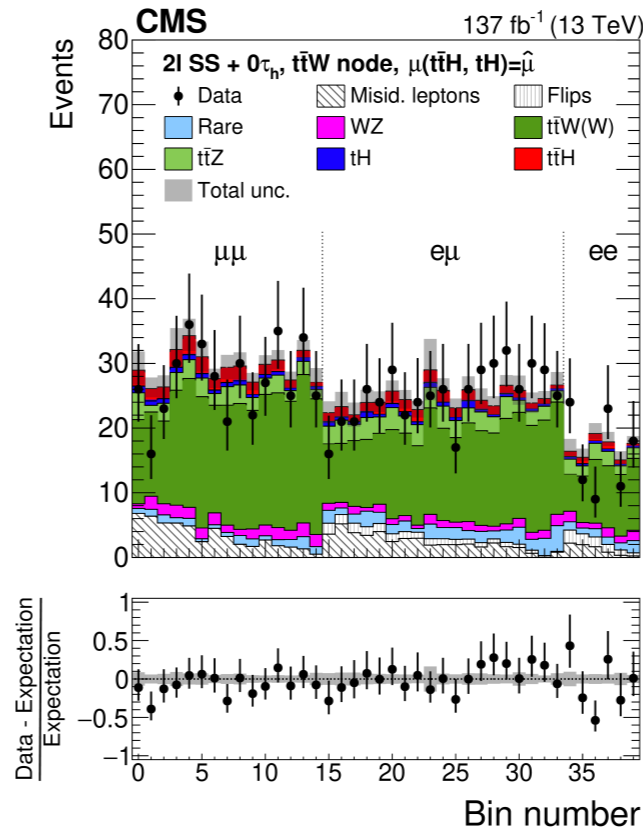 CMS 137 fb⁻¹ (13 TeV)
Events
2l SS + 0τₕ, tt̄W node, μ(tt̄H, tH)=μ̂
Data Misid. leptons Flips
Rare WZ tt̄W(W)
tt̄Z tH tt̄H
Total unc.
μμ eμ ee
80
70
60
50
40
30
20
10
0
Data - Expectation
Expectation
1
0.5
0
−0.5
−1
0 5 10 15 20 25 30 35
Bin number